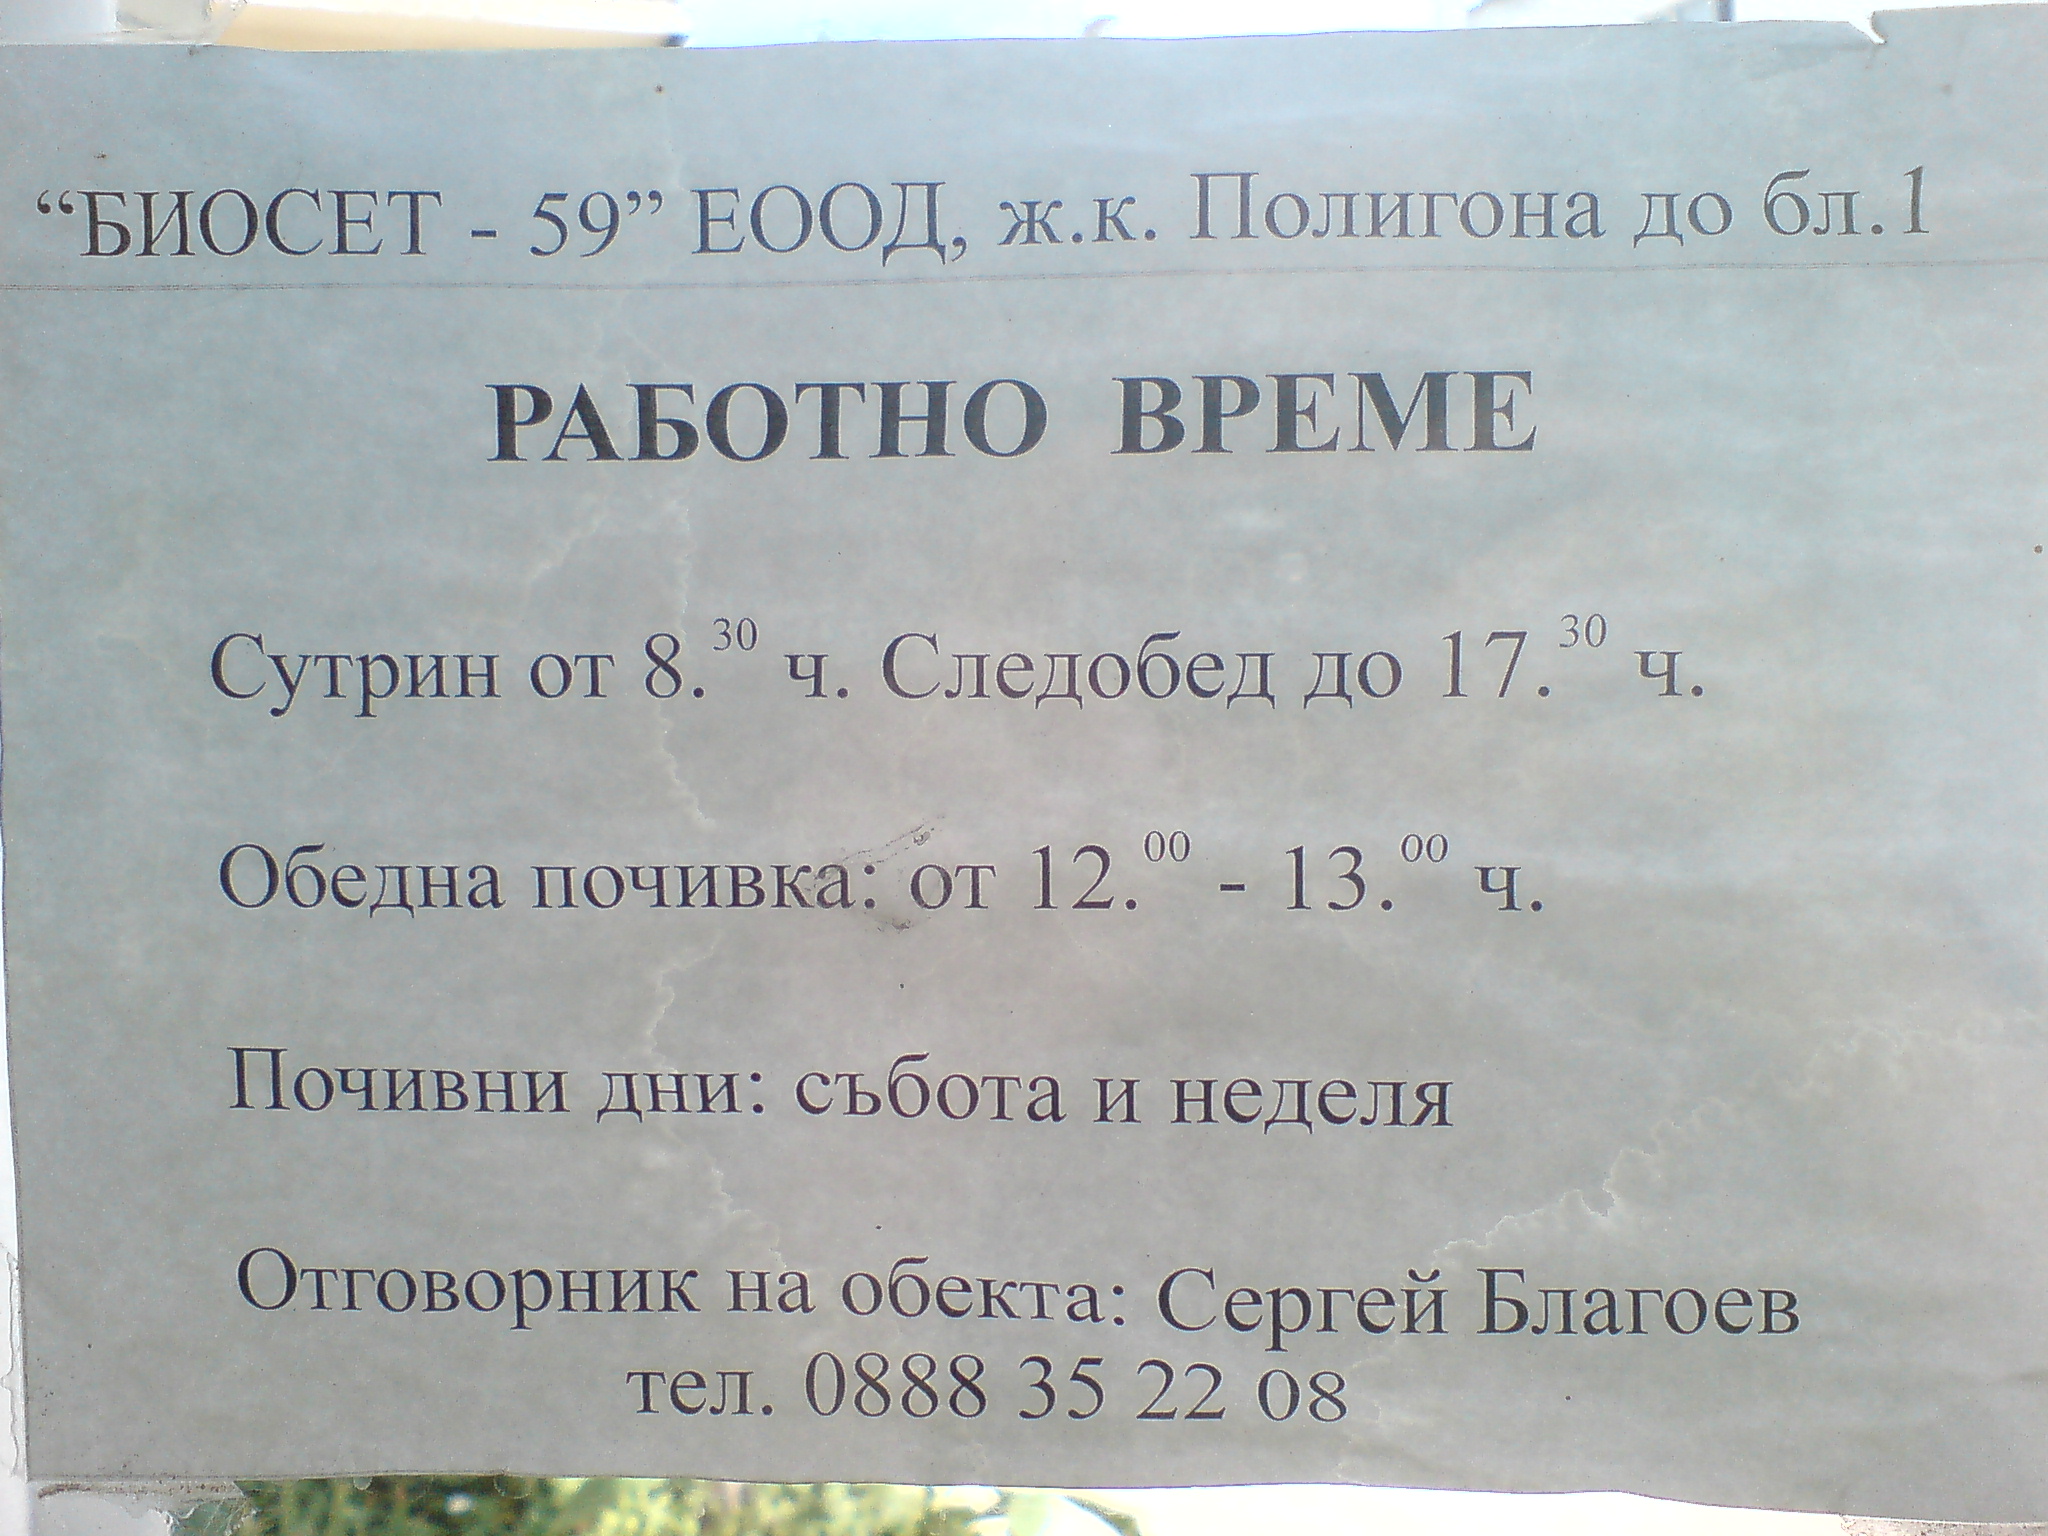 “БИОСЕТ - 59” ЕООД, ж.к. Полигона до бл.1
РАБОТНО ВРЕМЕ
Сутрин от 8.30 ч. Следобед до 17.30 ч.
Обедна почивка: от 12.00 - 13.00 ч.
Почивни дни: събота и неделя
Отговорник на обекта: Сергей Благоев
тел. 0888 35 22 08